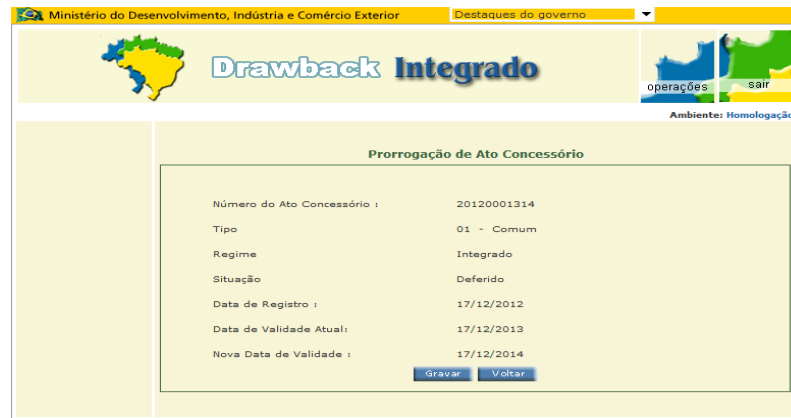 Ministério do Desenvolvimento, Indústria e Comércio Exterior Destaques do governo
Drawback Integrado
operações sair
Ambiente: Homologação
Prorrogação de Ato Concessório
Número do Ato Concessório : 20120001314
Tipo 01 - Comum
Regime Integrado
Situação Deferido
Data de Registro : 17/12/2012
Data de Validade Atual: 17/12/2013
Nova Data de Validade : 17/12/2014
Gravar Voltar